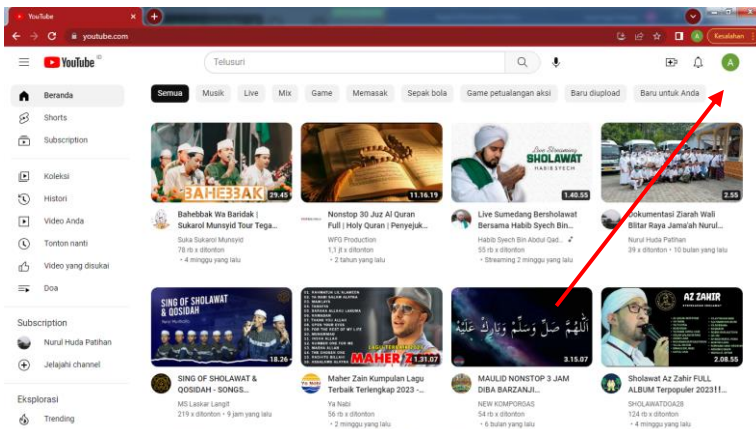 YouTube
youtube.com
Kesalahan
YouTube ID
Telusuri
A
Beranda
Shorts
Subscription
Koleksi
Histori
Video Anda
Tonton nanti
Video yang disukai
Doa
Subscription
Nurul Huda Patihan
Jelajahi channel
Eksplorasi
Trending
Semua Musik Live Mix Game Memasak Sepak bola Game petualangan aksi Baru diupload Baru untuk Anda
BAHEBBAK
29.45
Bahebbak Wa Baridak |
Sukarol Munsyid Tour Tega...
Suka Sukarol Munsyid
78 rb x ditonton
• 4 minggu yang lalu
11.16.19
Nonstop 30 Juz Al Quran
Full | Holy Quran | Penyejuk...
WFG Production
1,1 jt x ditonton
• 2 tahun yang lalu
Live Streaming
SHOLAWAT
HABIESYECH
1.40.55
Live Sumedang Bersholawat
Bersama Habib Syech Bin...
Habib Syech Bin Abdul Qad...
55 rb x ditonton
• Streaming 2 minggu yang lalu
2.55
Dokumentasi Ziarah Wali
Blitar Raya Jama'ah Nurul...
Nurul Huda Patihan
39 x ditonton • 10 bulan yang lalu
SING OF SHOLAWAT
& QOSIDAH
18.26
SING OF SHOLAWAT &
QOSIDAH - SONGS...
MS Laskar Langit
219 x ditonton • 9 jam yang lalu
LAGU TERBAIK 2023
MAHER Z
1.31.07
Maher Zain Kumpulan Lagu
Terbaik Terlengkap 2023 -...
Ya Nabi
56 rb x ditonton
• 2 minggu yang lalu
اَللّٰهُمَّ صَلِّ وَسَلِّمْ وَبَارِكْ عَلَيْهِ
3.15.07
MAULID NONSTOP 3 JAM
DIBA BARZANJI...
NEW KOMPORGAS
54 rb x ditonton
• 6 bulan yang lalu
AZ ZAHIR
2.08.55
Sholawat Az Zahir FULL
ALBUM Terpopuler 2023!!...
SHOLAWATDOA28
124 rb x ditonton
• 4 minggu yang lalu